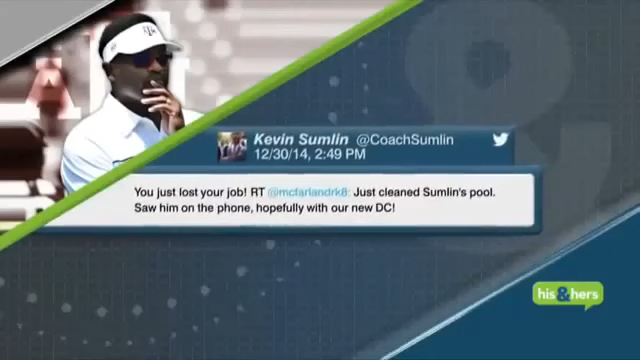 Kevin Sumlin @CoachSumlin
12/30/14, 2:49 PM
You just lost your job! RT @mcfarlandrk8: Just cleaned Sumlin's pool.
Saw him on the phone, hopefully with our new DC!
his&hers